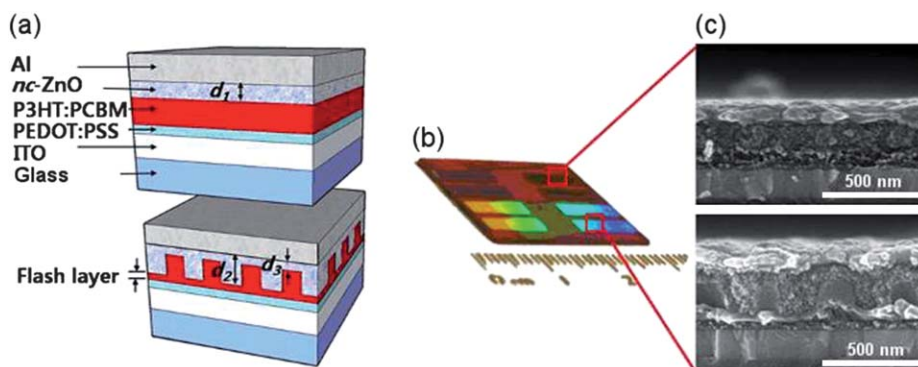 (a)
Al
nc-ZnO
P3HT:PCBM
PEDOT:PSS
ITO
Glass
d1
Flash layer
d2
d3
(b)
(c)
500 nm
500 nm